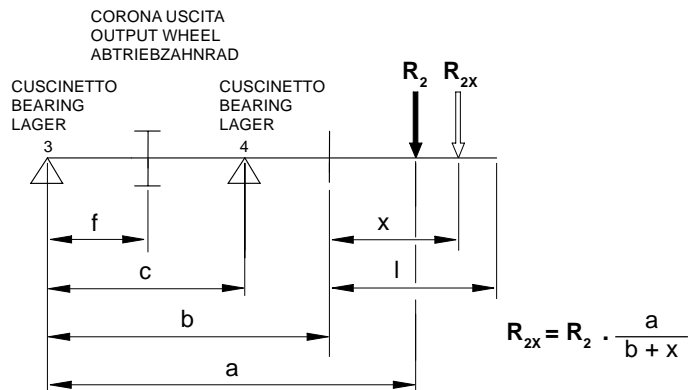 CORONA USCITA
OUTPUT WHEEL
ABTRIEBZAHNRAD
CUSCINETTO
BEARING
LAGER
3
CUSCINETTO
BEARING
LAGER
4
R₂ R₂ₓ
f
x
c
l
b
a
R₂ₓ = R₂ · a / (b + x)